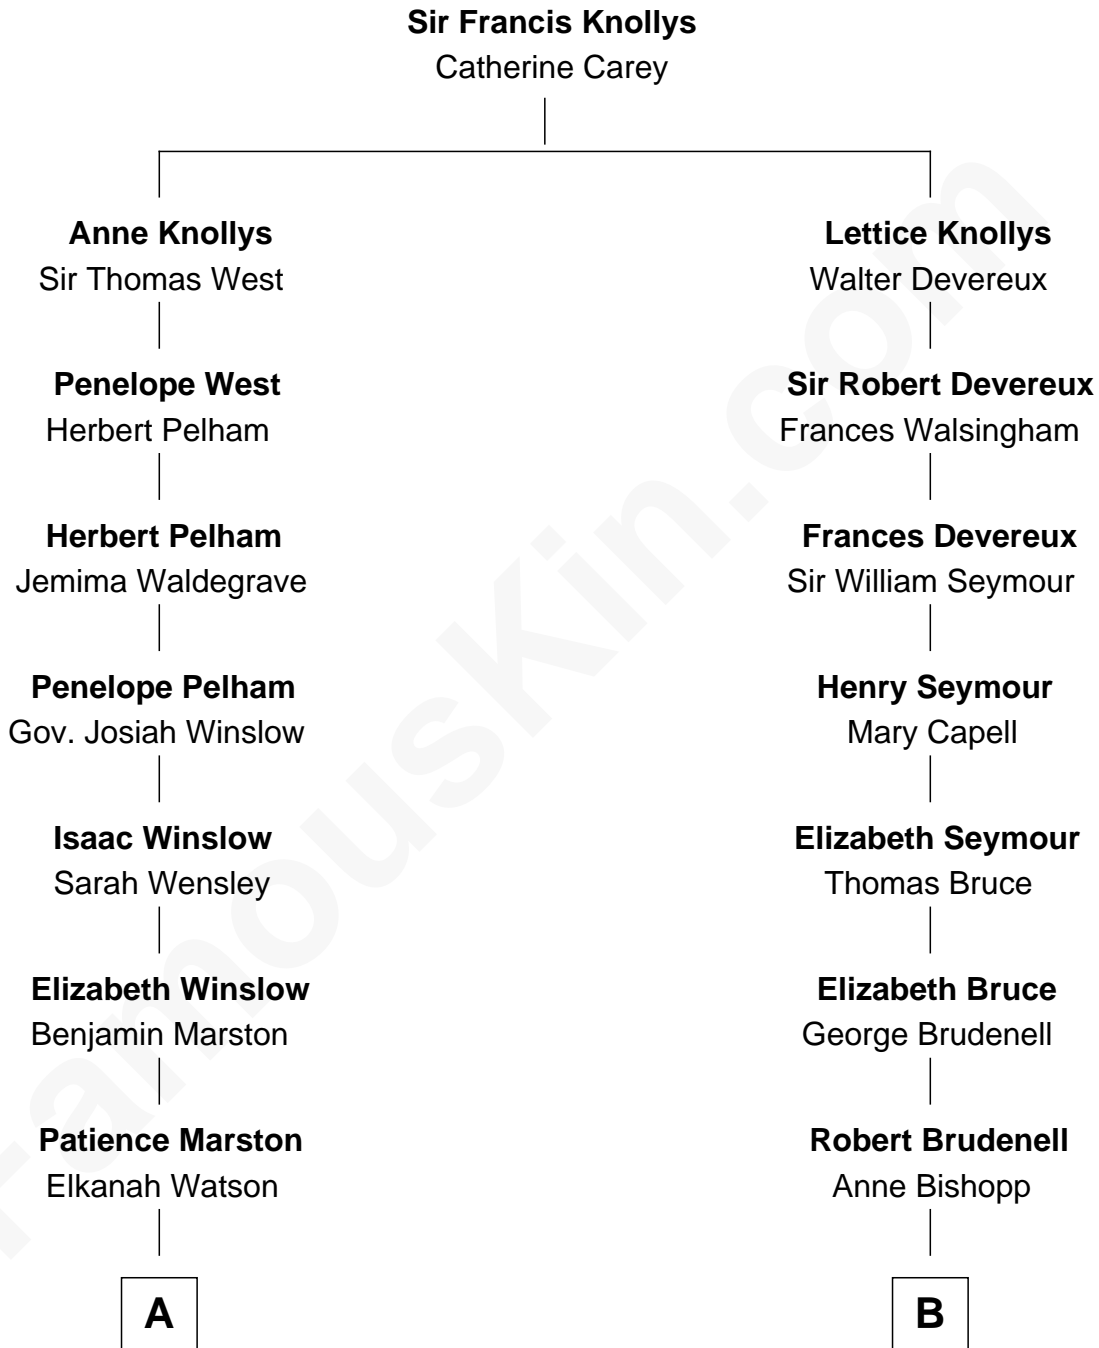 Sir Francis Knollys
Catherine Carey
Anne Knollys
Sir Thomas West
Lettice Knollys
Walter Devereux
Penelope West
Herbert Pelham
Sir Robert Devereux
Frances Walsingham
Herbert Pelham
Jemima Waldegrave
Frances Devereux
Sir William Seymour
Penelope Pelham
Gov. Josiah Winslow
Henry Seymour
Mary Capell
Isaac Winslow
Sarah Wensley
Elizabeth Seymour
Thomas Bruce
Elizabeth Winslow
Benjamin Marston
Elizabeth Bruce
George Brudenell
Patience Marston
Elkanah Watson
Robert Brudenell
Anne Bishopp
A
B
FamousKin.com